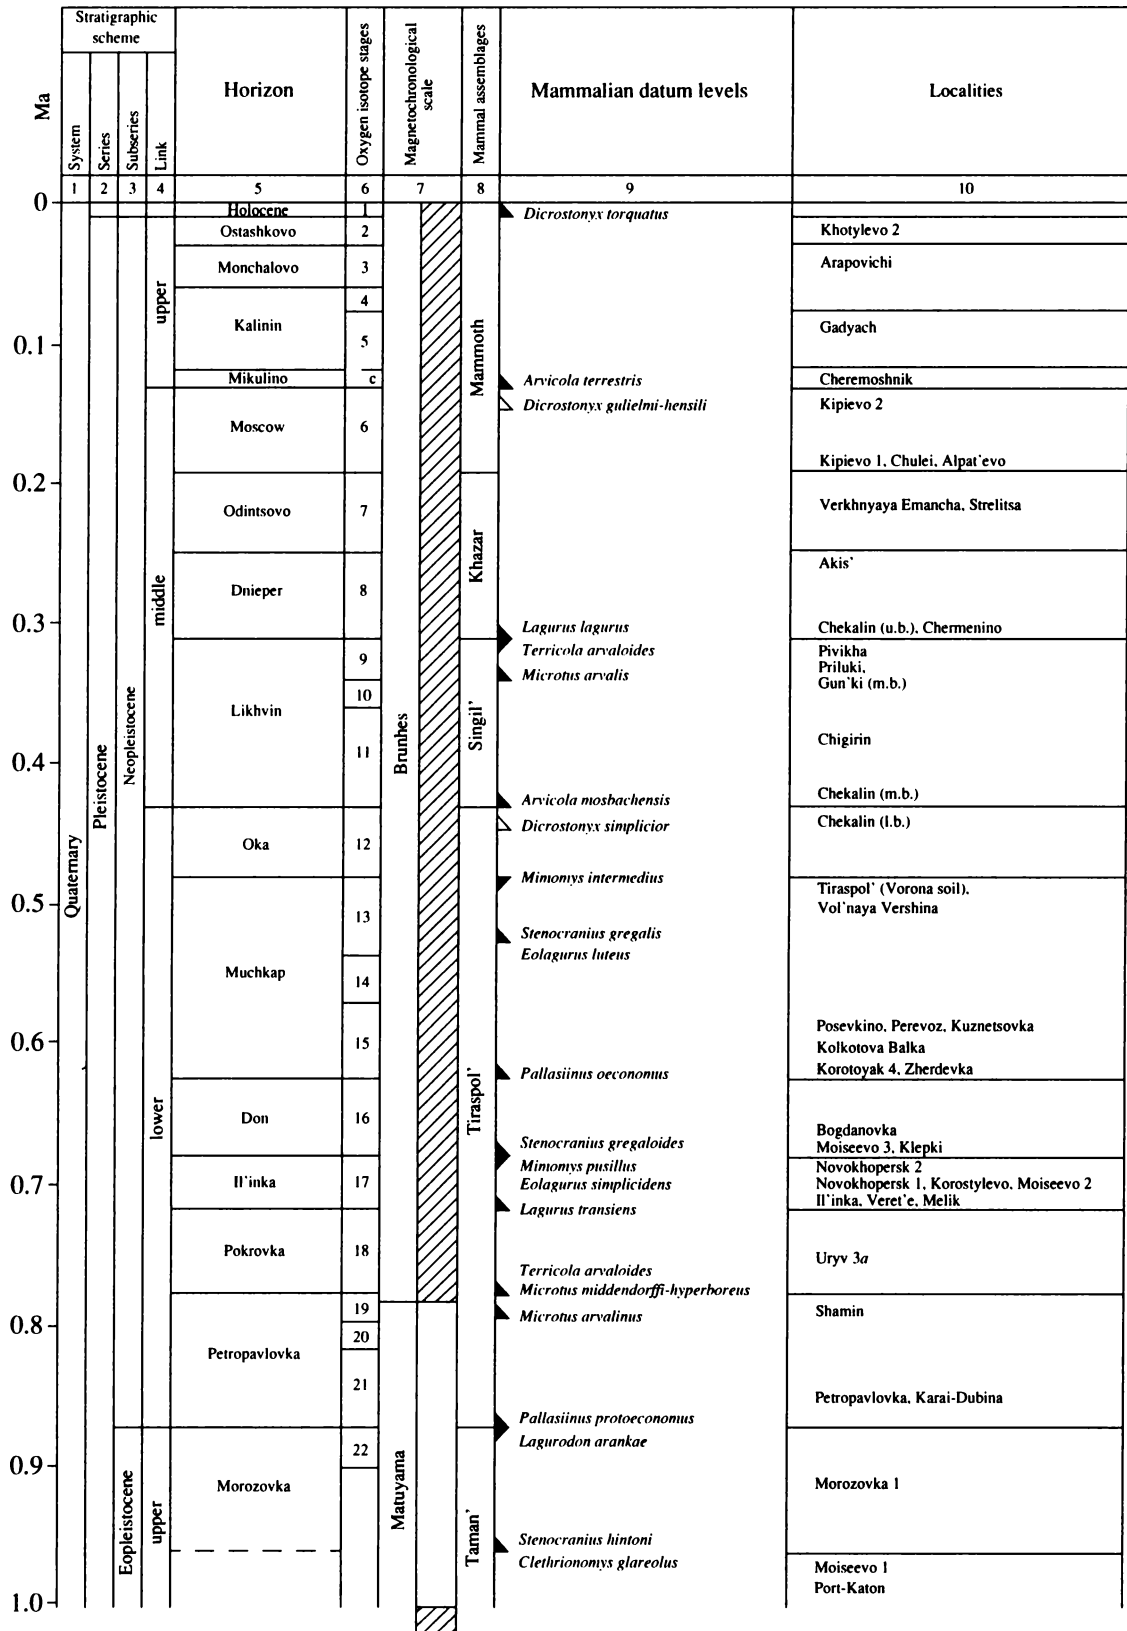 Stratigraphic
scheme
Ma
System
Series
Subseries
Link
Horizon
Oxygen isotope stages
Magnetochronological
scale
Mammal assemblages
Mammalian datum levels
Localities
1 2 3 4 5 6 7 8 9 10
0
0.1
0.2
0.3
0.4
0.5
0.6
0.7
0.8
0.9
1.0
Quaternary
Pleistocene
Neopleistocene
Eopleistocene
upper
middle
lower
upper
Holocene
Ostashkovo
Monchalovo
Kalinin
Mikulino
Moscow
Odintsovo
Dnieper
Likhvin
Oka
Muchkap
Don
Il'inka
Pokrovka
Petropavlovka
Morozovka
1
2
3
4
5
c
6
7
8
9
10
11
12
13
14
15
16
17
18
19
20
21
22
Brunhes
Matuyama
Mammoth
Khazar
Singil'
Tiraspol'
Taman'
Dicrostonyx torquatus
Arvicola terrestris
Dicrostonyx gulielmi-hensili
Lagurus lagurus
Terricola arvaloides
Microtus arvalis
Arvicola mosbachensis
Dicrostonyx simplicior
Mimomys intermedius
Stenocranius gregalis
Eolagurus luteus
Pallasiinus oeconomus
Stenocranius gregaloides
Mimomys pusillus
Eolagurus simplicidens
Lagurus transiens
Terricola arvaloides
Microtus middendorffi-hyperboreus
Microtus arvalinus
Pallasiinus protoeconomus
Lagurodon arankae
Stenocranius hintoni
Clethrionomys glareolus
Khotylevo 2
Arapovichi
Gadyach
Cheremoshnik
Kipievo 2
Kipievo 1, Chulei, Alpat'evo
Verkhnyaya Emancha, Strelitsa
Akis'
Chekalin (u.b.), Chermenino
Pivikha
Priluki,
Gun'ki (m.b.)
Chigirin
Chekalin (m.b.)
Chekalin (l.b.)
Tiraspol' (Vorona soil),
Vol'naya Vershina
Posevkino, Perevoz, Kuznetsovka
Kolkotova Balka
Korotoyak 4, Zherdevka
Bogdanovka
Moiseevo 3, Klepki
Novokhopersk 2
Novokhopersk 1, Korostylevo, Moiseevo 2
Il'inka, Veret'e, Melik
Uryv 3a
Shamin
Petropavlovka, Karai-Dubina
Morozovka 1
Moiseevo 1
Port-Katon